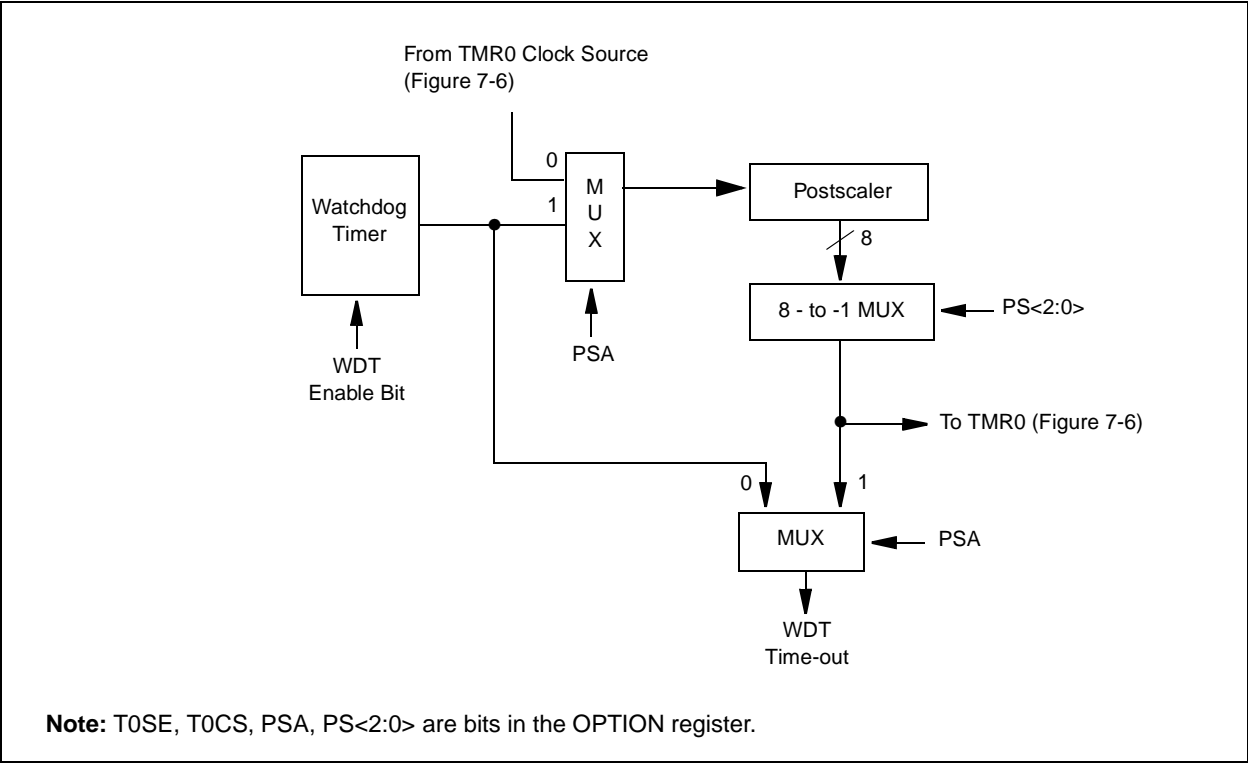 From TMR0 Clock Source
(Figure 7-6)
0
1
M
U
X
Watchdog
Timer
Postscaler
8
8 - to -1 MUX
PS<2:0>
PSA
WDT
Enable Bit
To TMR0 (Figure 7-6)
0
1
MUX
PSA
WDT
Time-out
Note: T0SE, T0CS, PSA, PS<2:0> are bits in the OPTION register.